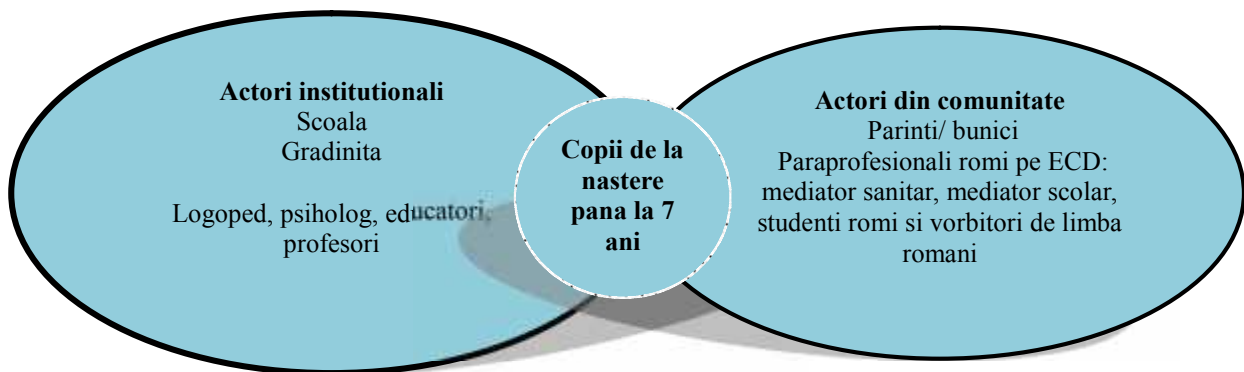 Actori institutionali
Scoala
Gradinita
Logoped, psiholog, educatori,
profesori
Copii de la
nastere
pana la 7
ani
Actori din comunitate
Parinti/ bunici
Paraprofesionali romi pe ECD:
mediator sanitar, mediator scolar,
studenti romi si vorbitori de limba
romani